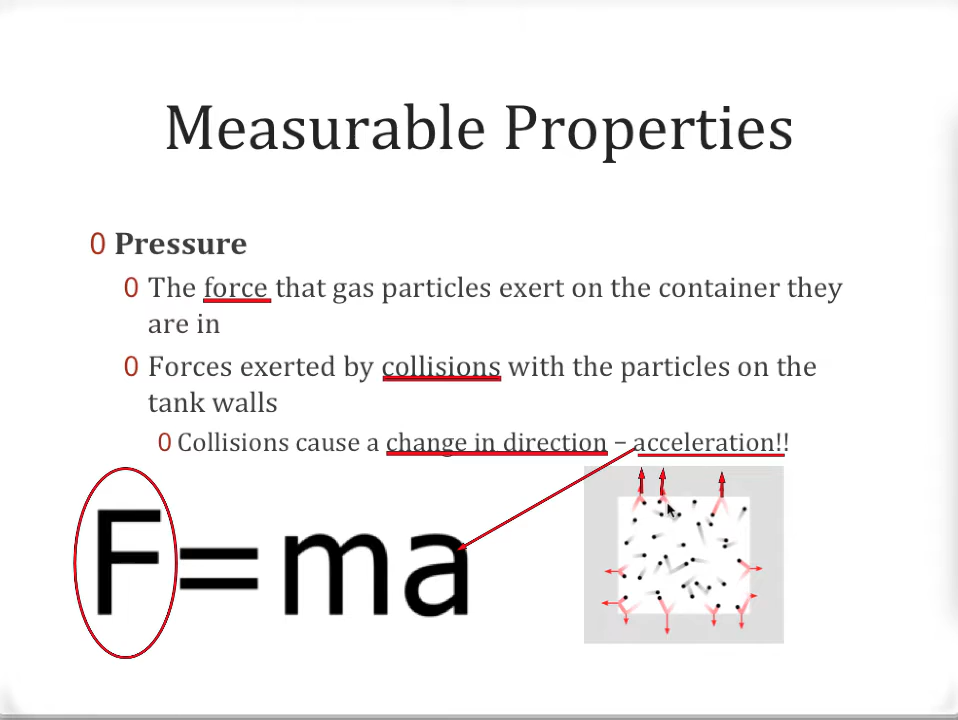 Measurable Properties
0 Pressure
0 The force that gas particles exert on the container they
are in
0 Forces exerted by collisions with the particles on the
tank walls
0 Collisions cause a change in direction – acceleration!!
F=ma